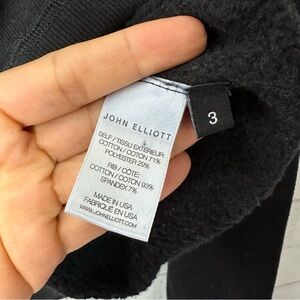 JOHN ELLIOTT
SELF / TISSU EXTÉRIEUR:
COTTON / COTON 71%
POLYESTER 29%
RIB / CÔTE:
COTTON / COTON 93%
SPANDEX 7%
MADE IN USA
FABRIQUÉ EN USA
WWW.JOHNELLIOTT.COM
3